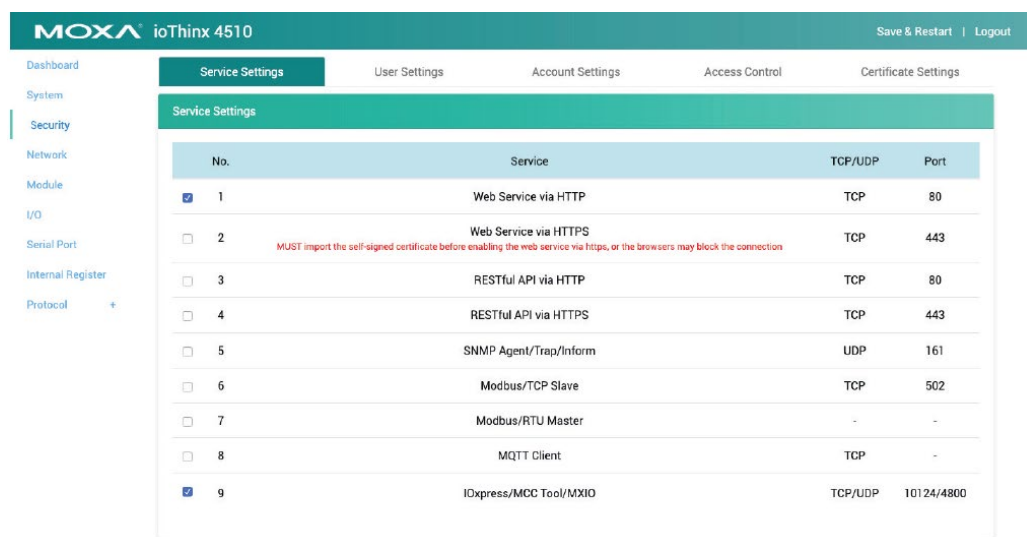 MOXA ioThinx 4510
Save & Restart | Logout
Dashboard
System
Security
Network
Module
I/O
Serial Port
Internal Register
Protocol +
Service Settings User Settings Account Settings Access Control Certificate Settings
Service Settings
No. Service TCP/UDP Port
1 Web Service via HTTP TCP 80
2 Web Service via HTTPS TCP 443
MUST import the self-signed certificate before enabling the web service via https, or the browsers may block the connection
3 RESTful API via HTTP TCP 80
4 RESTful API via HTTPS TCP 443
5 SNMP Agent/Trap/Inform UDP 161
6 Modbus/TCP Slave TCP 502
7 Modbus/RTU Master - -
8 MQTT Client TCP -
9 IOxpress/MCC Tool/MXIO TCP/UDP 10124/4800